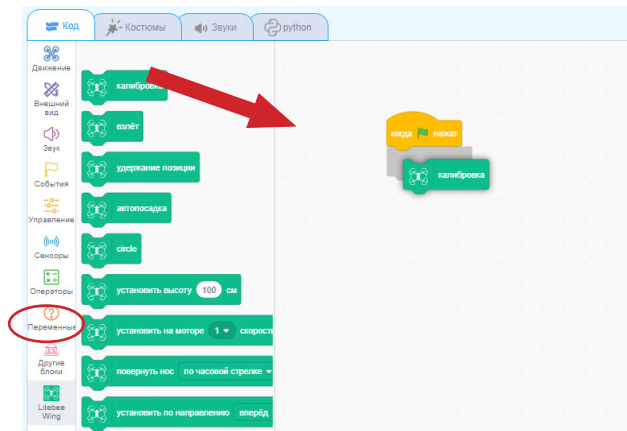 Код
Костюмы
Звуки
python
Движение
Внешний
вид
Звук
События
Управление
Сенсоры
Операторы
Переменные
Другие
блоки
Litebee
Wing
калибровка
взлёт
удержание позиции
автопосадка
circle
установить высоту 100 см
установить на моторе 1 скорост
повернуть нос по часовой стрелке
установить по направлению вперёд
когда нажат
калибровка